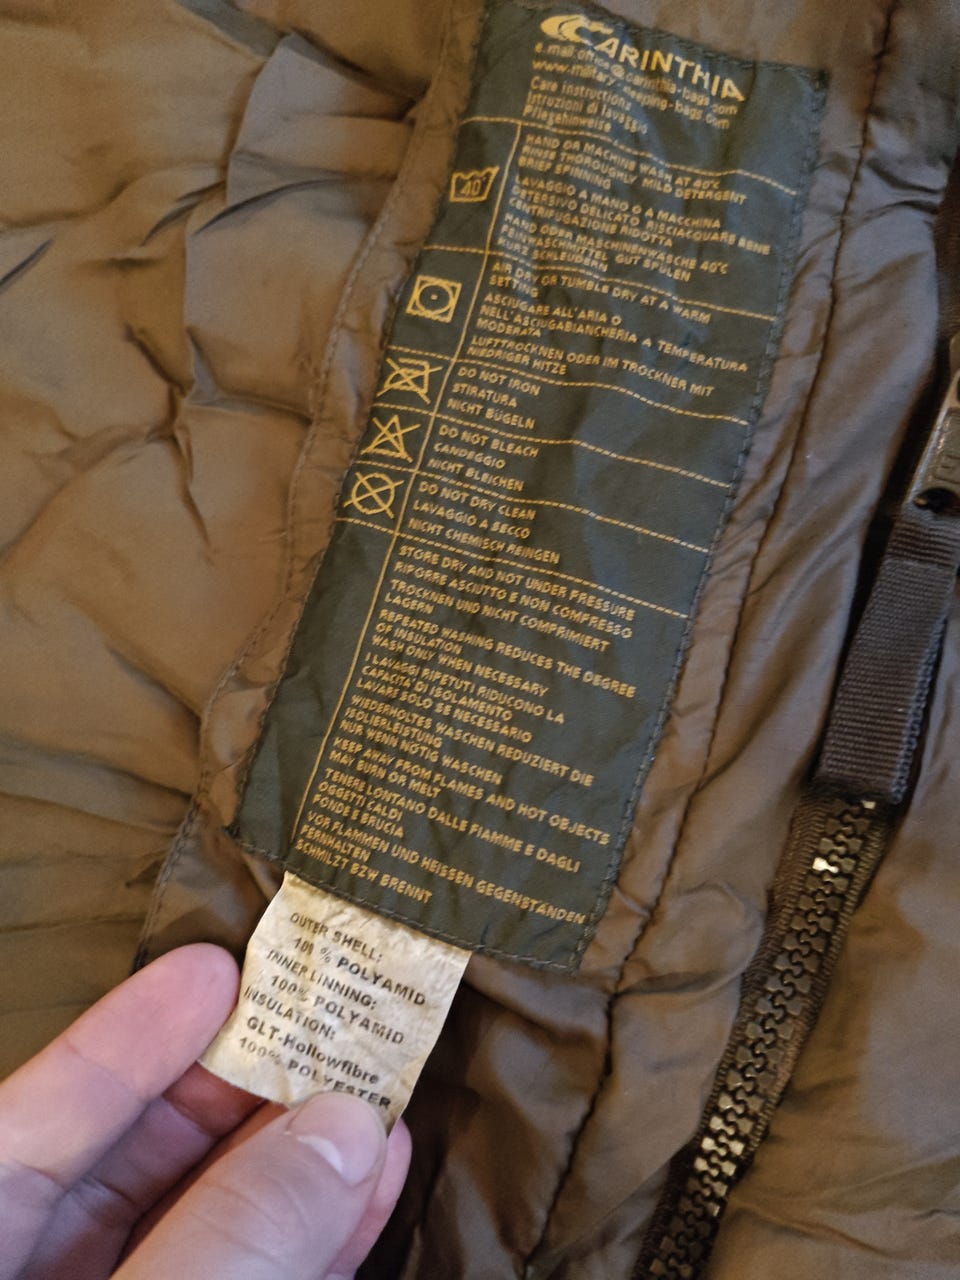 CARINTHIA
e.mail:office@carinthia-bags.com
www.military-sleeping-bags.com
Care instructions
Istruzioni di lavaggio
Pflegehinweise
40
HAND OR MACHINE WASH AT 40°C
RINSE THOROUGHLY MILD DETERGENT
BRIEF SPINNING
LAVAGGIO A MANO O A MACCHINA
DETERSIVO DELICATO RISCIACQUARE BENE
CENTRIFUGAZIONE RIDOTTA
HAND ODER MASCHINENWÄSCHE 40°C
FEINWASCHMITTEL GUT SPÜLEN
KURZ SCHLEUDERN
AIR DRY OR TUMBLE DRY AT A WARM
SETTING
ASCIUGARE ALL'ARIA O
NELL'ASCIUGABIANCHERIA A TEMPERATURA
MODERATA
LUFTTROCKNEN ODER IM TROCKNER MIT
NIEDRIGER HITZE
DO NOT IRON
STIRATURA
NICHT BÜGELN
DO NOT BLEACH
CANDEGGIO
NICHT BLEICHEN
DO NOT DRY CLEAN
LAVAGGIO A SECCO
NICHT CHEMISCH REINGEN
STORE DRY AND NOT UNDER PRESSURE
RIPORRE ASCIUTTO E NON COMPRESSO
TROCKNEN UND NICHT COMPRIMIERT
LAGERN
REPEATED WASHING REDUCES THE DEGREE
OF INSULATION
WASH ONLY WHEN NECESSARY
I LAVAGGI RIPETUTI RIDUCONO LA
CAPACITÀ DI ISOLAMENTO
LAVARE SOLO SE NECESSARIO
WIEDERHOLTES WASCHEN REDUZIERT DIE
ISOLIERLEISTUNG
NUR WENN NÖTIG WASCHEN
KEEP AWAY FROM FLAMES AND HOT OBJECTS
MAY BURN OR MELT
TENERE LONTANO DALLE FIAMME E DAGLI
OGGETTI CALDI
FONDE E BRUCIA
VOR FLAMMEN UND HEISSEN GEGENSTÄNDEN
FERNHALTEN
SCHMILZT BZW BRENNT
OUTER SHELL:
100 % POLYAMID
INNERLINNING:
100% POLYAMID
INSULATION:
GLT-Hollowfibre
100% POLYESTER